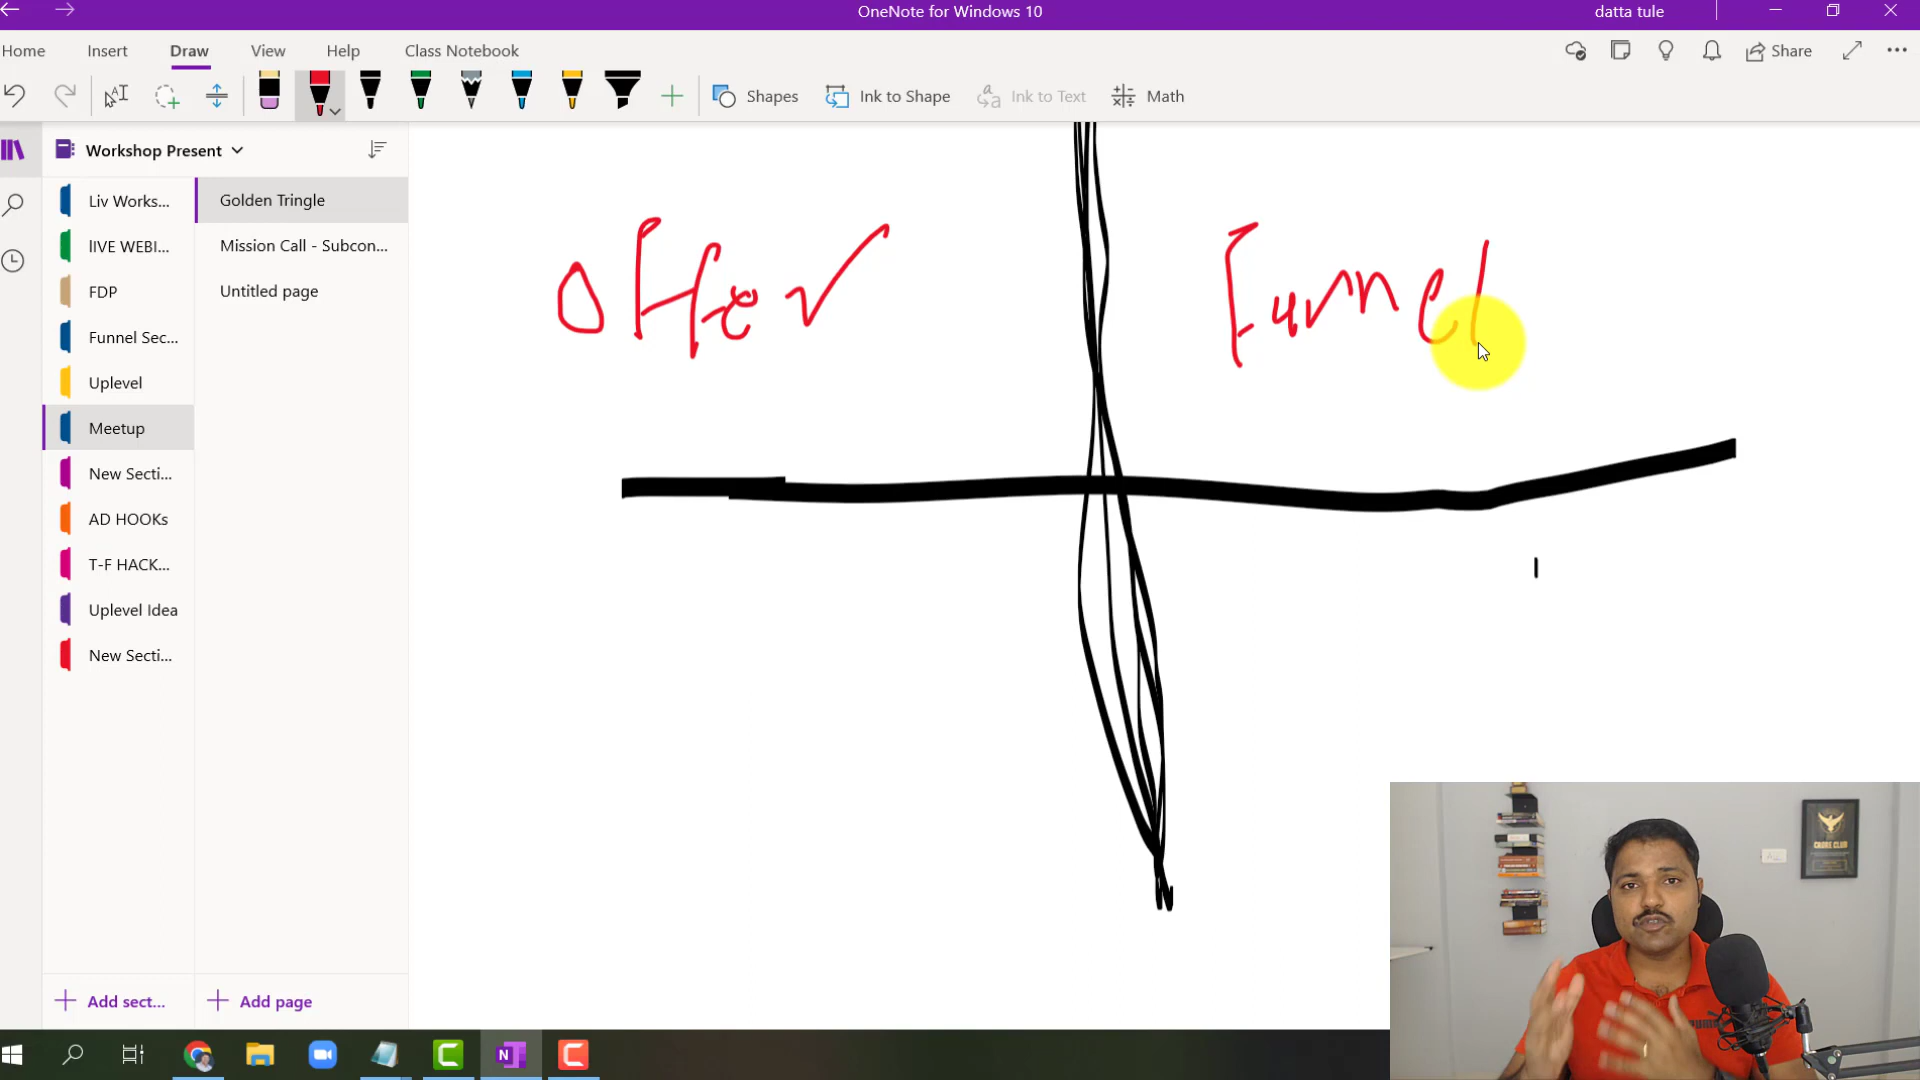 OneNote for Windows 10
datta tule
Home Insert Draw View Help Class Notebook
Share
Shapes Ink to Shape Ink to Text Math
Workshop Present
Liv Works...
lIVE WEBI...
FDP
Funnel Sec...
Uplevel
Meetup
New Secti...
AD HOOKs
T-F HACK...
Uplevel Idea
New Secti...
Add sect...
Golden Tringle
Mission Call - Subcon...
Untitled page
Add page
Offer
Funnel
CADRE CLUB